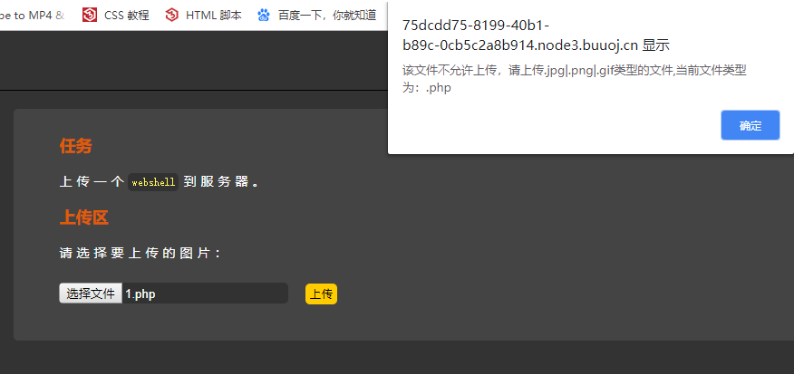 be to MP4 &
CSS 教程
HTML 脚本
百度一下，你就知道
75dcdd75-8199-40b1-
b89c-0cb5c2a8b914.node3.buuoj.cn 显示
该文件不允许上传，请上传.jpg|.png|.gif类型的文件,当前文件类型
为：.php
确定
任务
上传一个 webshell 到服务器。
上传区
请选择要上传的图片：
选择文件 1.php
上传